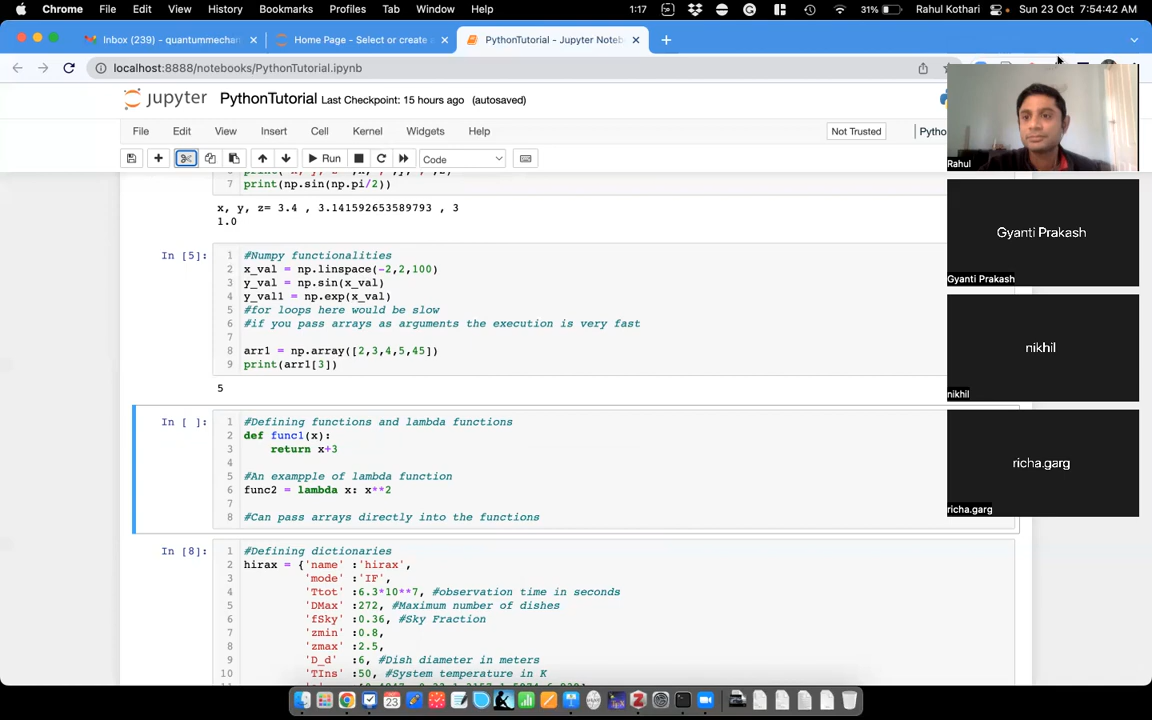 Chrome File Edit View History Bookmarks Profiles Tab Window Help 1:17 31% Rahul Kothari Sun 23 Oct 7:54:42 AM
Inbox (239) - quantummechan
Home Page - Select or create
PythonTutorial - Jupyter Noteb
localhost:8888/notebooks/PythonTutorial.ipynb
jupyter PythonTutorial Last Checkpoint: 15 hours ago (autosaved)
File Edit View Insert Cell Kernel Widgets Help Not Trusted Pytho
Run Code
7 print(np.sin(np.pi/2))
x, y, z= 3.4 , 3.141592653589793 , 3
1.0
In [5]:
1 #Numpy functionalities
2 x_val = np.linspace(-2,2,100)
3 y_val = np.sin(x_val)
4 y_val1 = np.exp(x_val)
5 #for loops here would be slow
6 #if you pass arrays as arguments the execution is very fast
7
8 arr1 = np.array([2,3,4,5,45])
9 print(arr1[3])
5
In [ ]:
1 #Defining functions and lambda functions
2 def func1(x):
3 return x+3
4
5 #An exampple of lambda function
6 func2 = lambda x: x**2
7
8 #Can pass arrays directly into the functions
In [8]:
1 #Defining dictionaries
2 hirax = {'name' :'hirax',
3 'mode' :'IF',
4 'Ttot' :6.3*10**7, #observation time in seconds
5 'DMax' :272, #Maximum number of dishes
6 'fSky' :0.36, #Sky Fraction
7 'zmin' :0.8,
8 'zmax' :2.5,
9 'D_d' :6, #Dish diameter in meters
10 'TIns' :50, #System temperature in K
Rahul
Gyanti Prakash
Gyanti Prakash
nikhil
nikhil
richa.garg
richa.garg
23